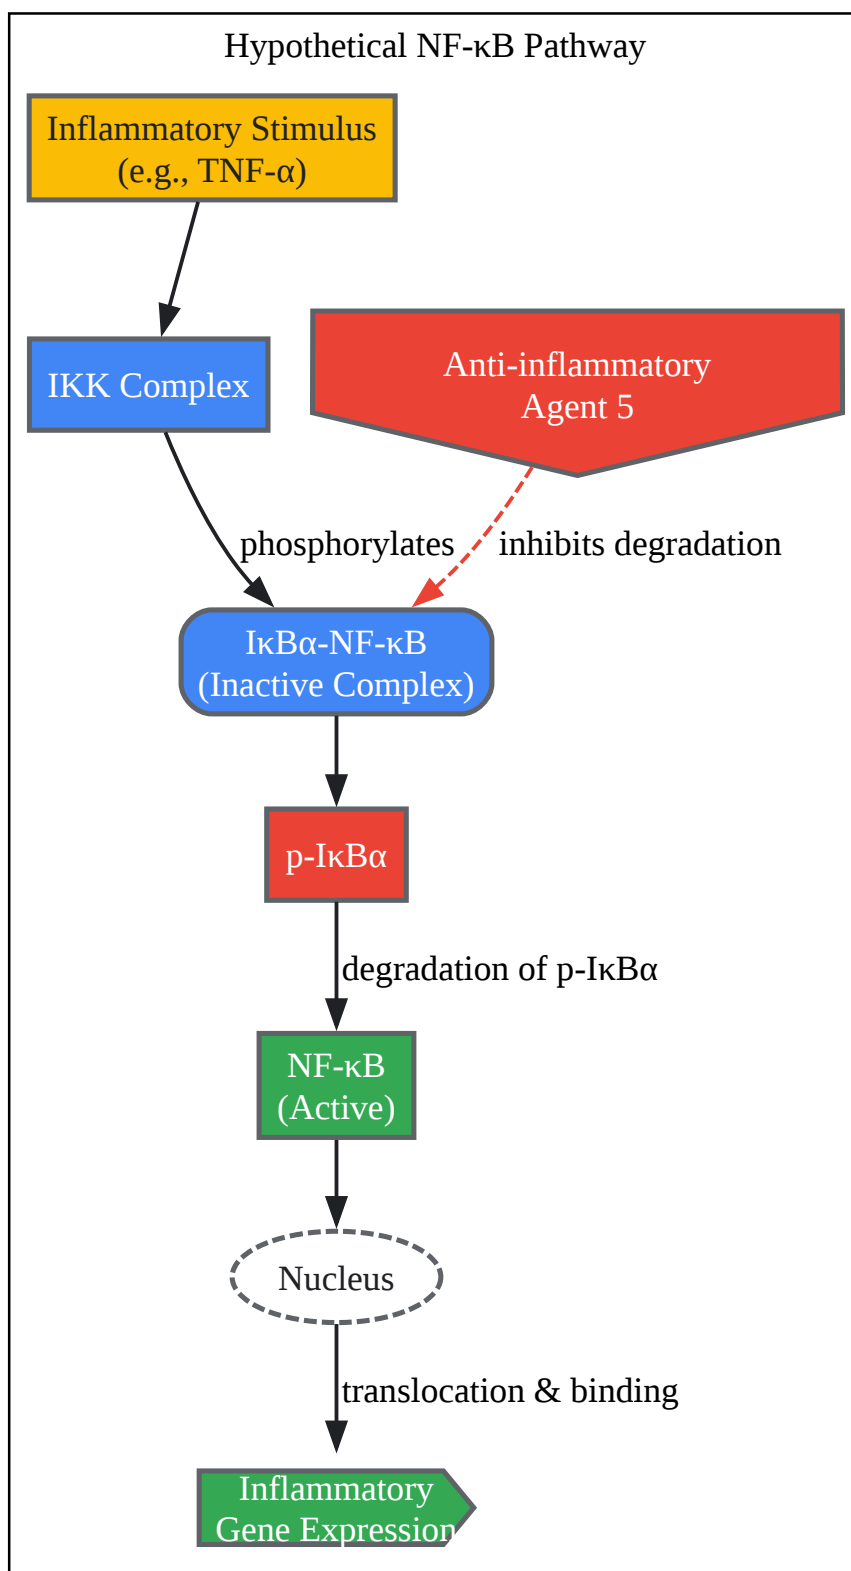 Hypothetical NF-κB Pathway
Inflammatory Stimulus
(e.g., TNF-α)
IKK Complex
Anti-inflammatory
Agent 5
phosphorylates
inhibits degradation
IκBα-NF-κB
(Inactive Complex)
p-IκBα
degradation of p-IκBα
NF-κB
(Active)
Nucleus
translocation & binding
Inflammatory
Gene Expression